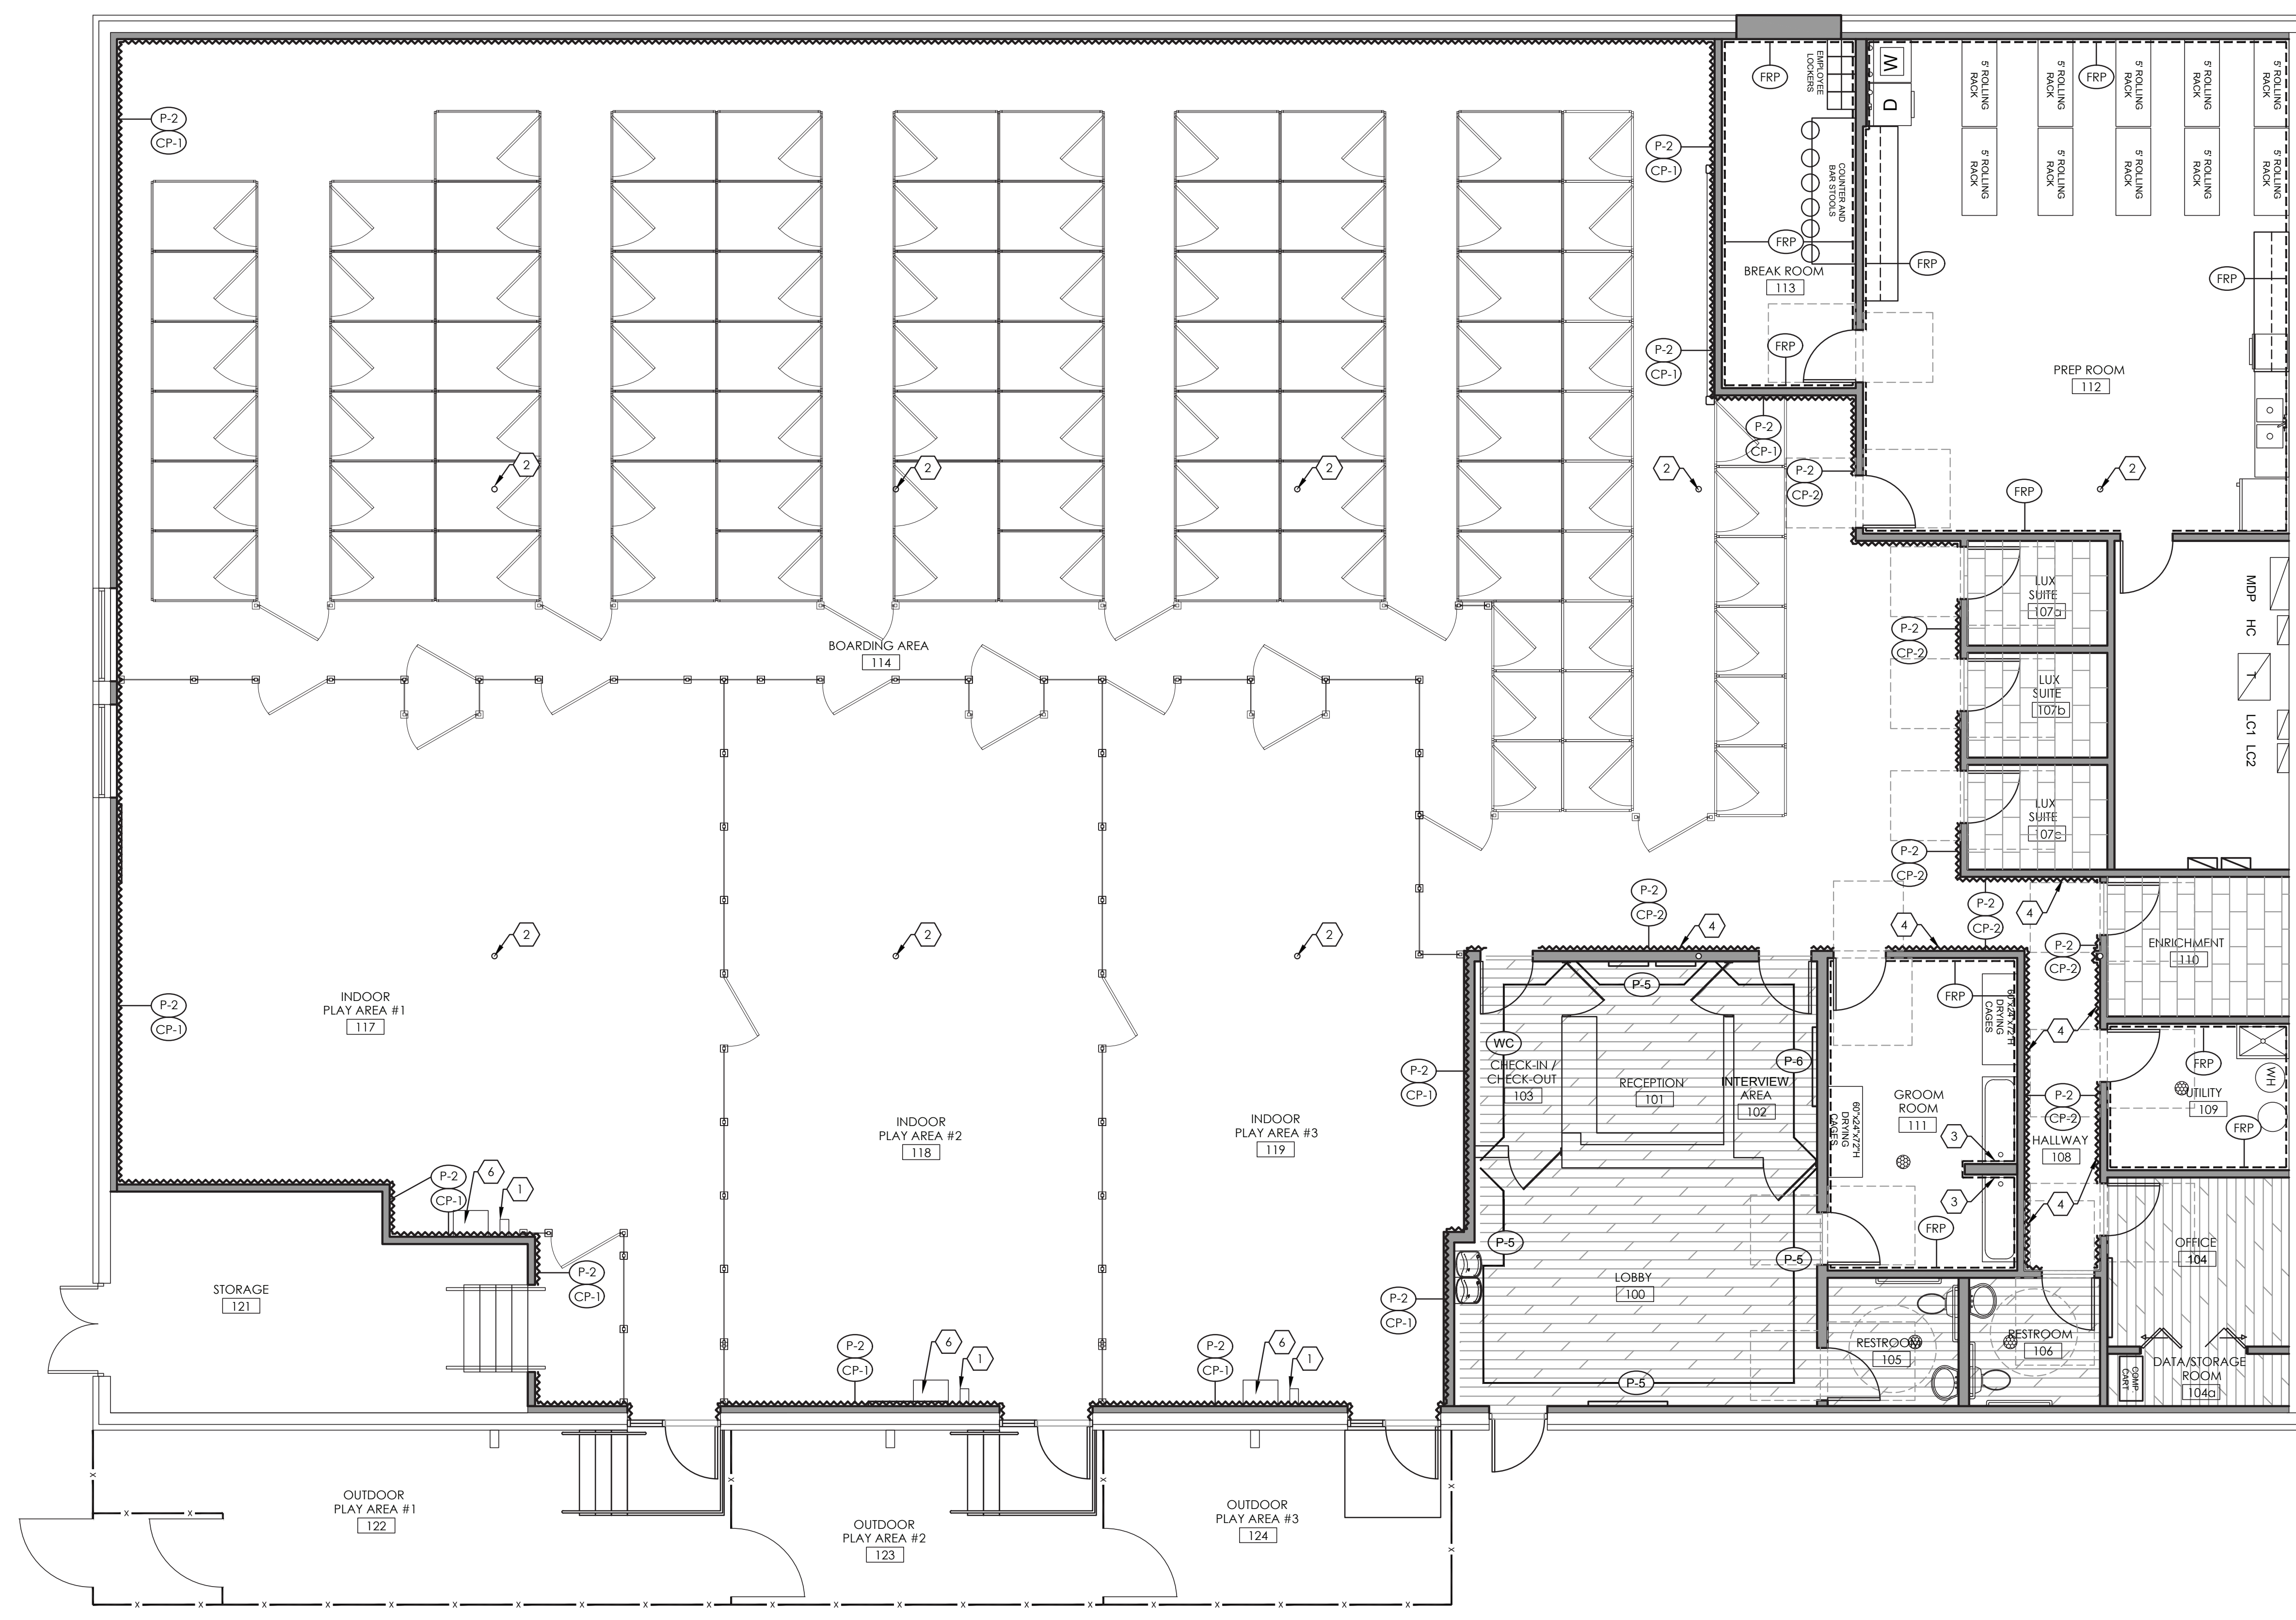 FRP
EMPLOYEE
LOCKERS
W
D
FRP
5' ROLLING
RACK
5' ROLLING
RACK
5' ROLLING
RACK
5' ROLLING
RACK
5' ROLLING
RACK
5' ROLLING
RACK
5' ROLLING
RACK
5' ROLLING
RACK
5' ROLLING
RACK
5' ROLLING
RACK
P-2
CP-1
P-2
CP-1
COUNTER AND
BAR STOOLS
FRP
FRP
FRP
BREAK ROOM
113
P-2
CP-1
FRP
PREP ROOM
112
P-2
CP-1
2
2
2
2
P-2
CP-2
FRP
2
LUX
SUITE
107a
MDP
HC
T
LC1
LC2
P-2
CP-2
BOARDING AREA
114
LUX
SUITE
107b
LUX
SUITE
107c
P-2
CP-2
P-2
CP-2
4
4
P-2
CP-2
4
2
2
2
P-2
CP-2
ENRICHMENT
110
P-5
FRP
60"x24"x72"H
DRYING
CAGES
INDOOR
PLAY AREA #1
117
P-2
CP-1
WC
4
P-6
FRP
WH
P-2
CP-1
CHECK-IN /
CHECK-OUT
103
RECEPTION
101
INTERVIEW
AREA
102
GROOM
ROOM
111
60"x24"x72"H
DRYING
CAGES
P-2
CP-2
UTILITY
109
FRP
INDOOR
PLAY AREA #2
118
INDOOR
PLAY AREA #3
119
3
HALLWAY
108
P-2
CP-1
6
1
3
4
P-5
P-5
FRP
OFFICE
104
STORAGE
121
P-2
CP-1
LOBBY
100
P-2
CP-1
P-2
CP-1
6
1
P-2
CP-1
6
1
RESTROOM
105
RESTROOM
106
DATA/STORAGE
ROOM
104a
COMP.
CART
P-5
OUTDOOR
PLAY AREA #1
122
OUTDOOR
PLAY AREA #2
123
OUTDOOR
PLAY AREA #3
124